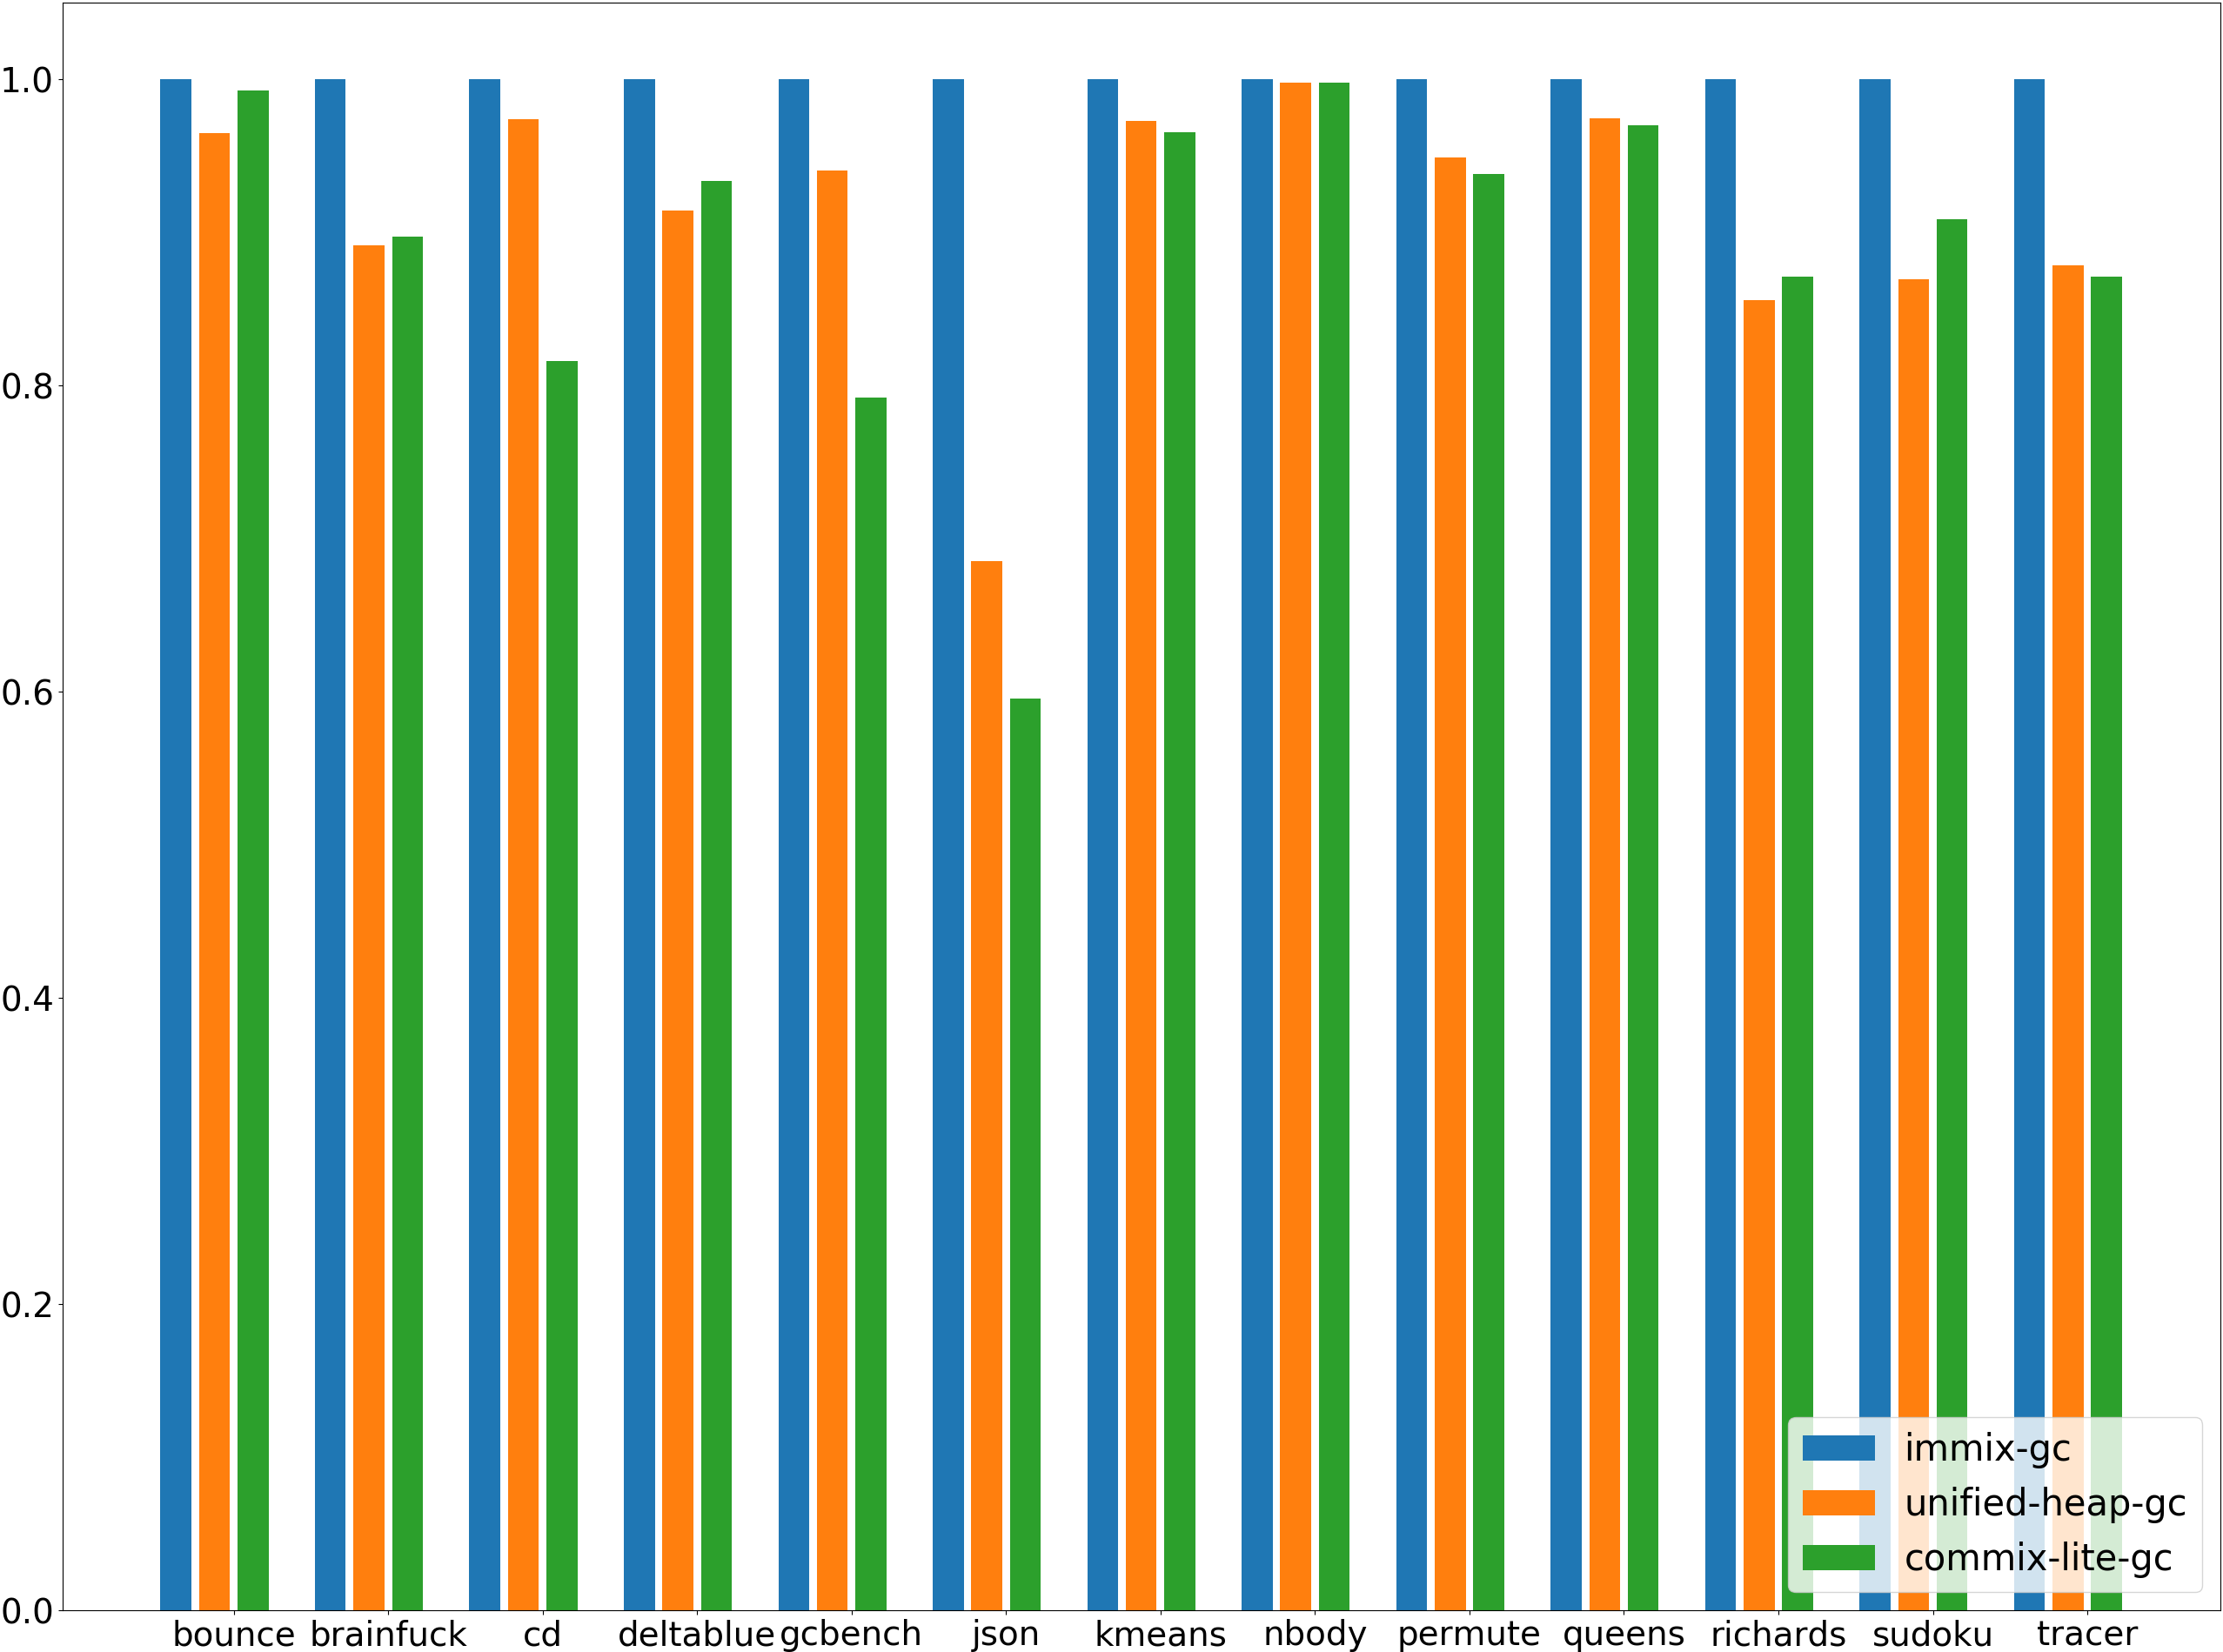 1.0
0.8
0.6
0.4
0.2
0.0
bounce brainfuck cd deltablue gcbench json kmeans nbody permute queens richards sudoku tracer
immix-gc
unified-heap-gc
commix-lite-gc